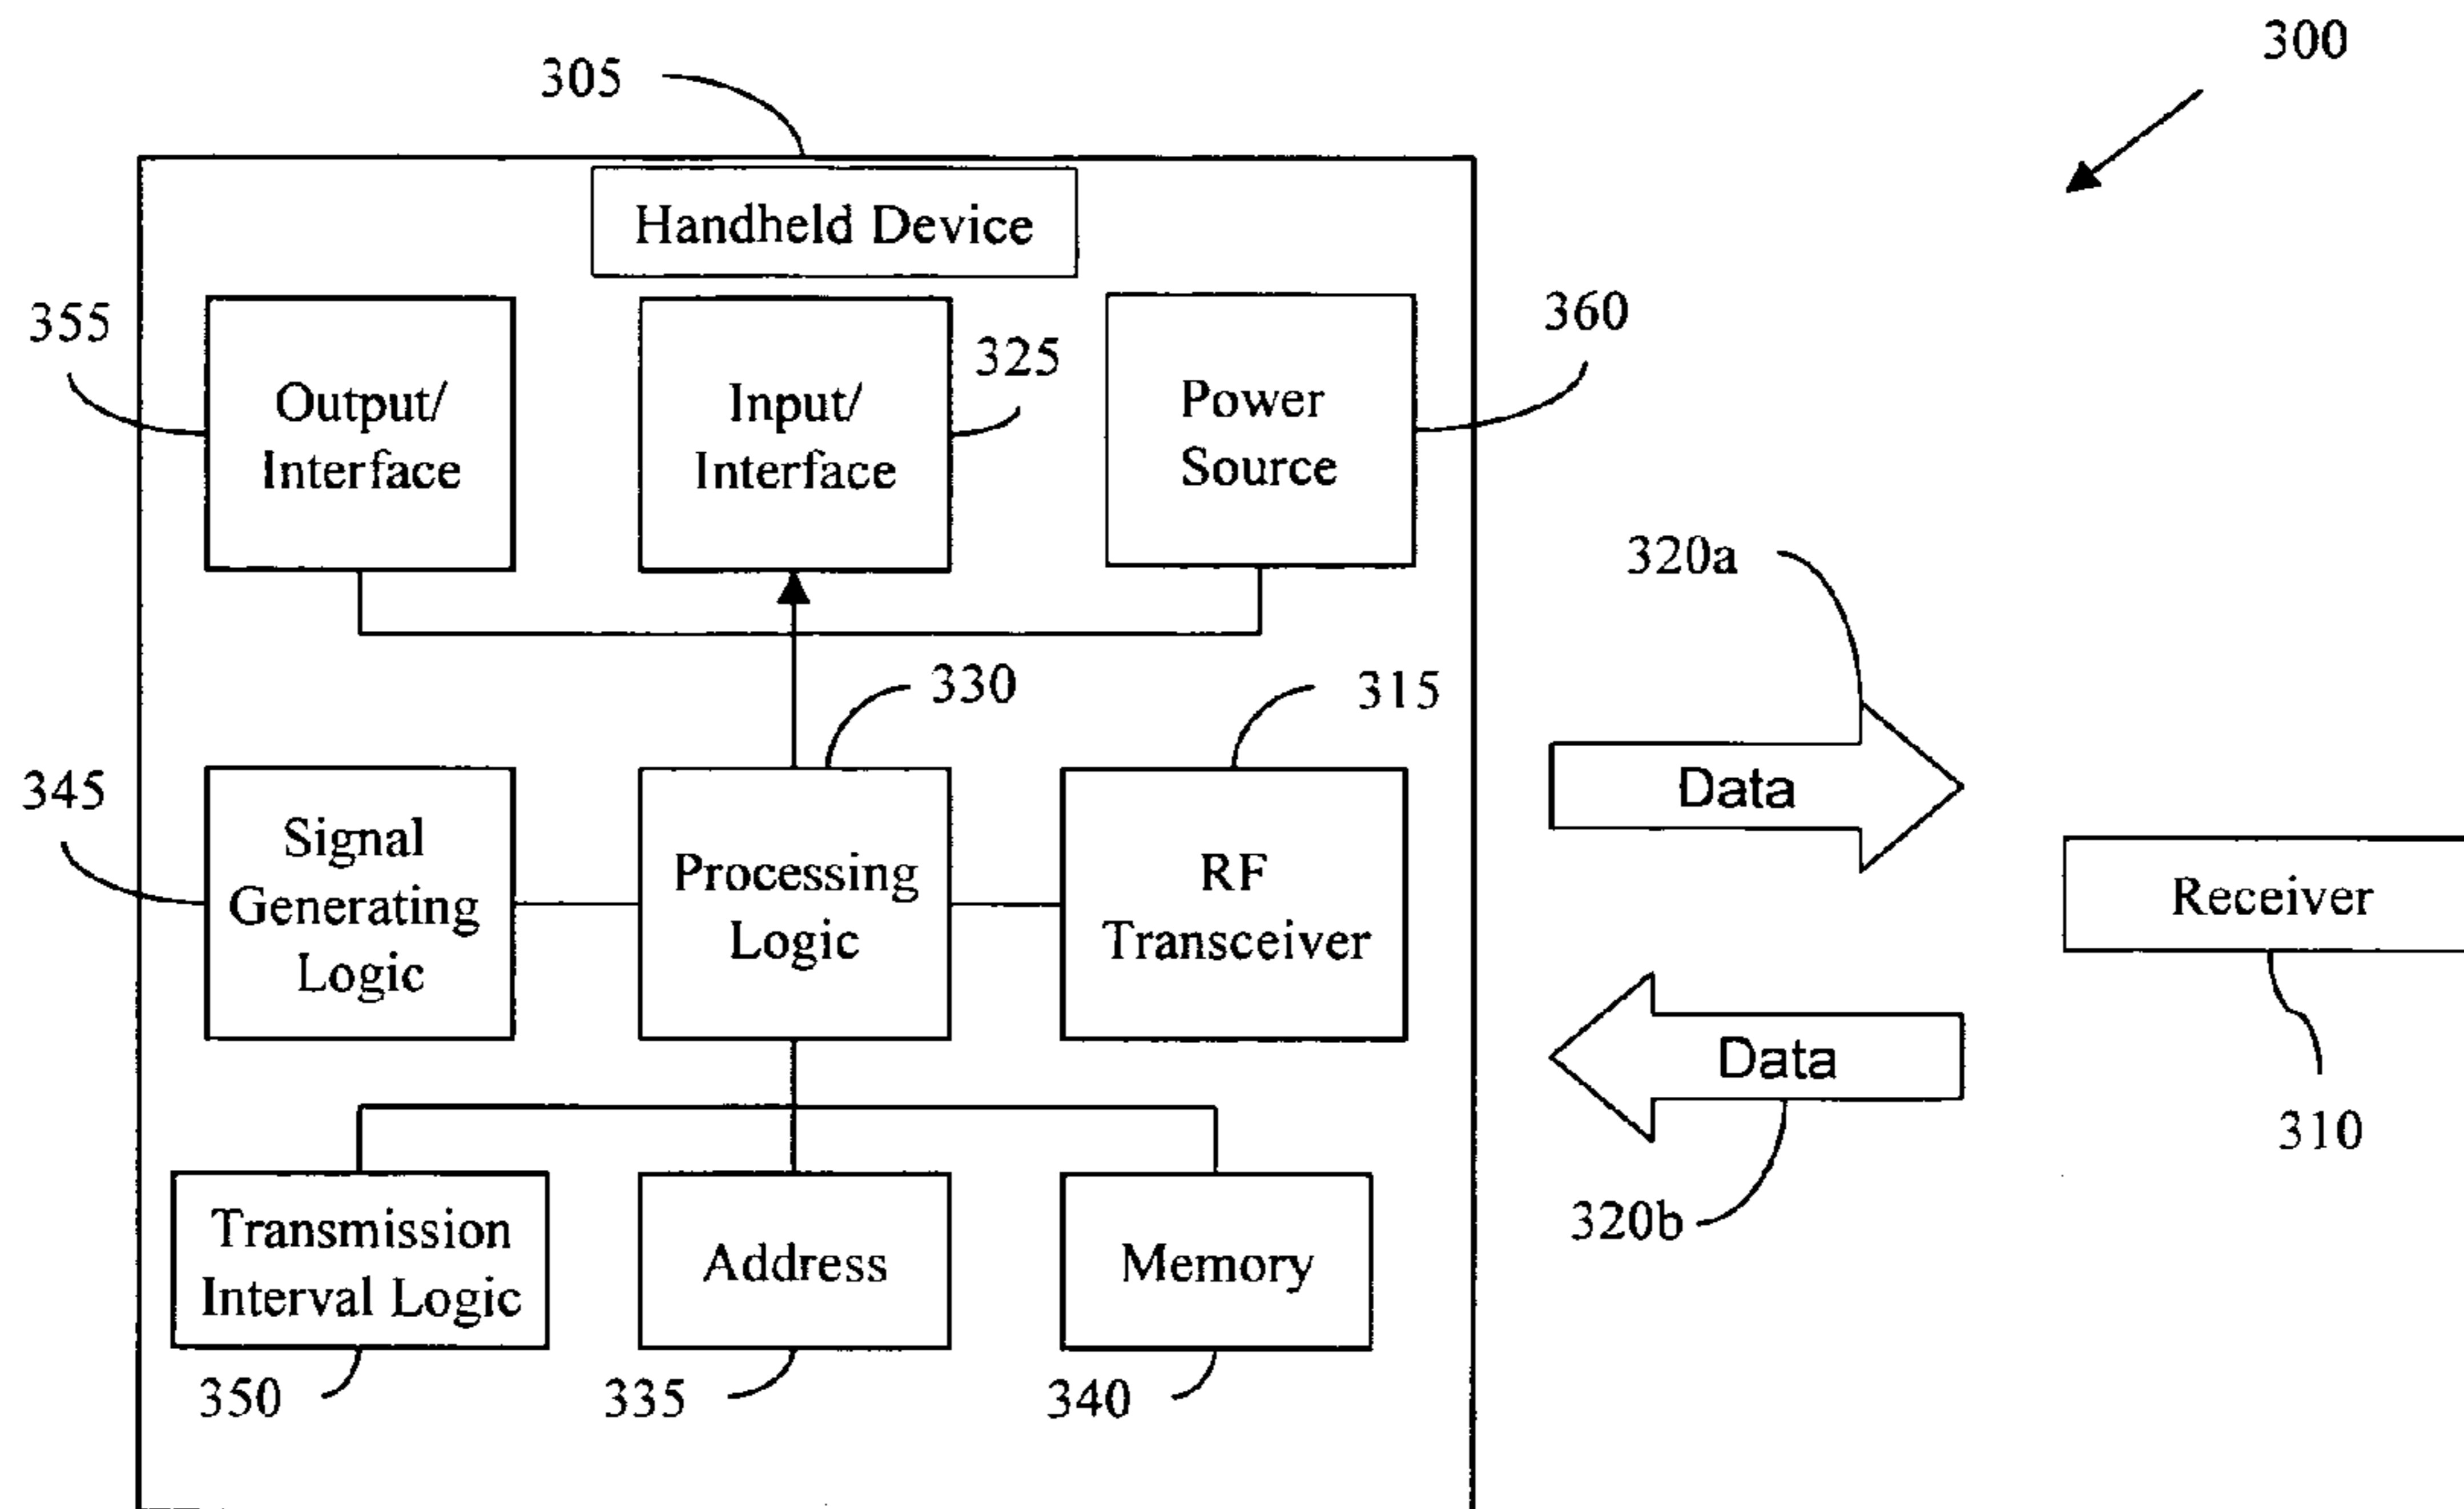 300
305
Handheld Device
355
Output/
Interface
Input/
Interface
325
Power
Source
360
320a
330
315
345
Signal
Generating
Logic
Processing
Logic
RF
Transceiver
Data
Receiver
Data
310
320b
Transmission
Interval Logic
Address
Memory
350
335
340